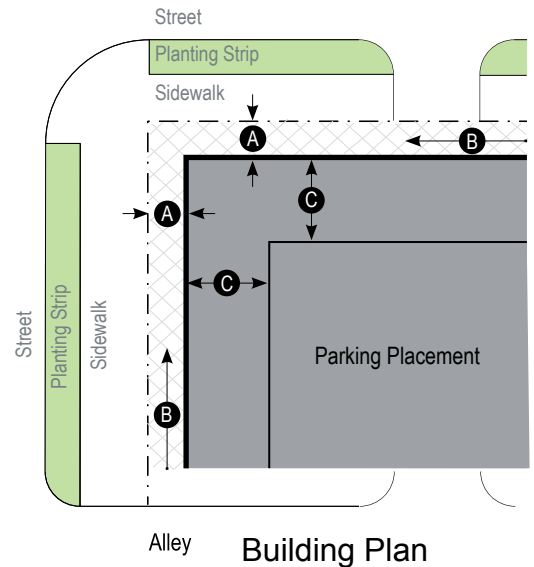 Street
Planting Strip
Sidewalk
A
B
A
C
C
Street
Planting Strip
Sidewalk
Parking Placement
B
Alley
Building Plan